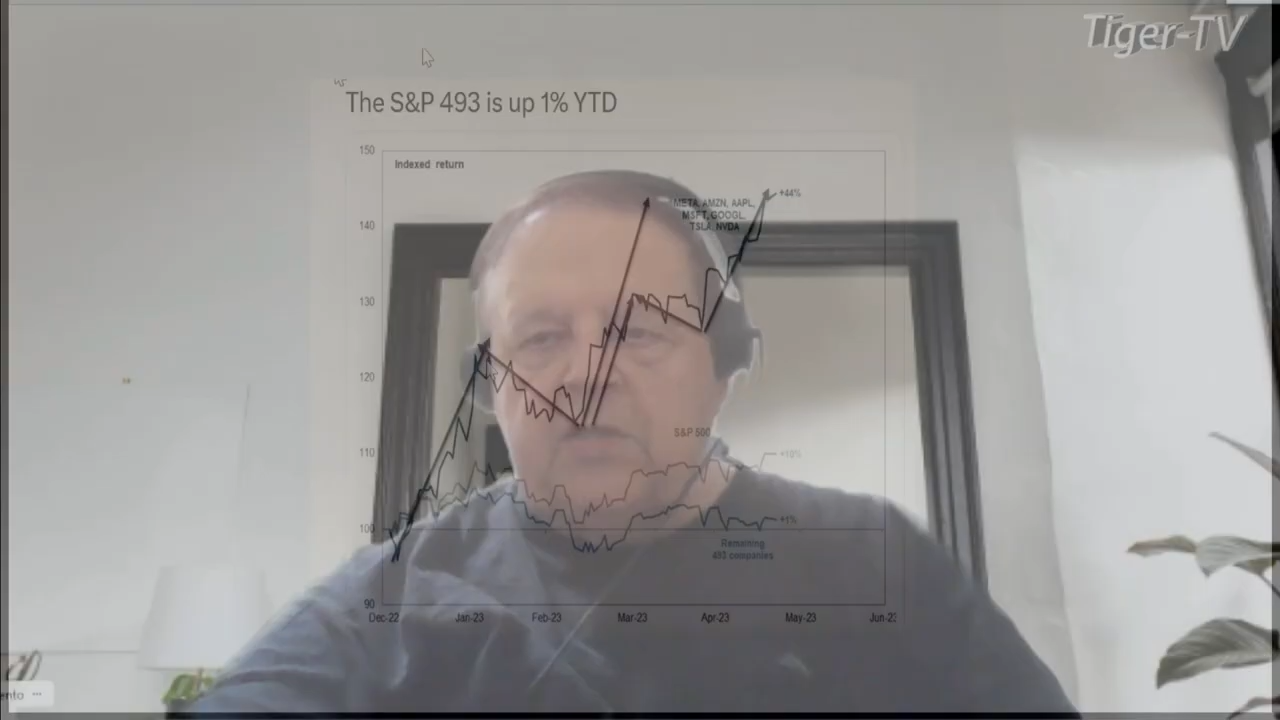 Tiger-TV
The S&P 493 is up 1% YTD
150
Indexed return
+44%
META, AMZN, AAPL,
MSFT, GOOGL,
TSLA, NVDA
140
130
120
S&P 500
110
+10%
100
+1%
Remaining
493 companies
90
Dec-22
Jan-23
Feb-23
Mar-23
Apr-23
May-23
Jun-23
ento